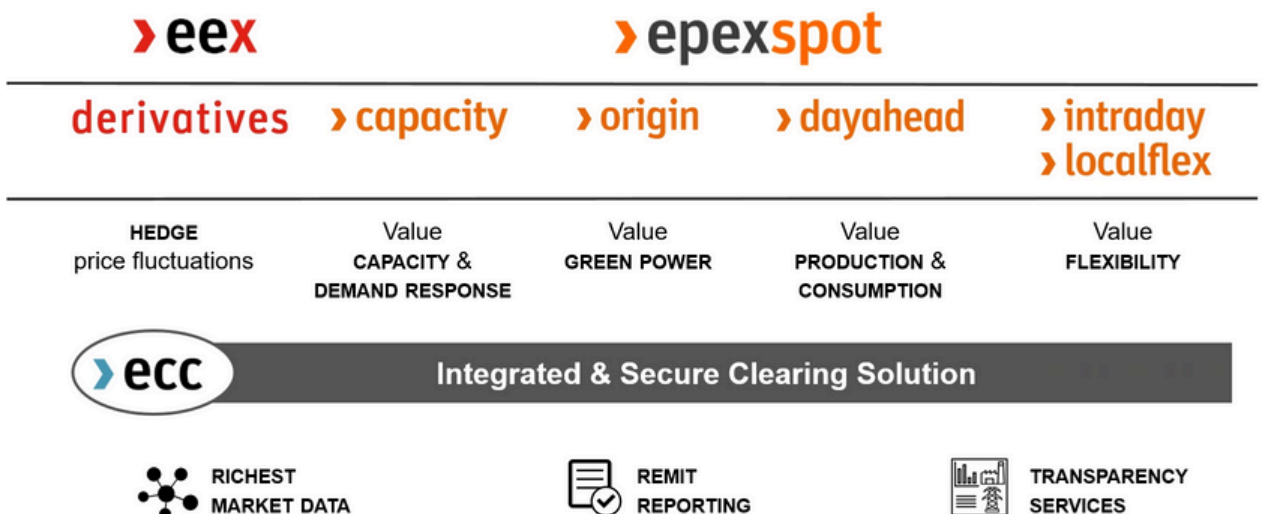 › eex
› epexspot
derivatives
› capacity
› origin
› dayahead
› intraday
› localflex
HEDGE
price fluctuations
Value
CAPACITY &
DEMAND RESPONSE
Value
GREEN POWER
Value
PRODUCTION &
CONSUMPTION
Value
FLEXIBILITY
› ecc
Integrated & Secure Clearing Solution
RICHEST
MARKET DATA
REMIT
REPORTING
TRANSPARENCY
SERVICES